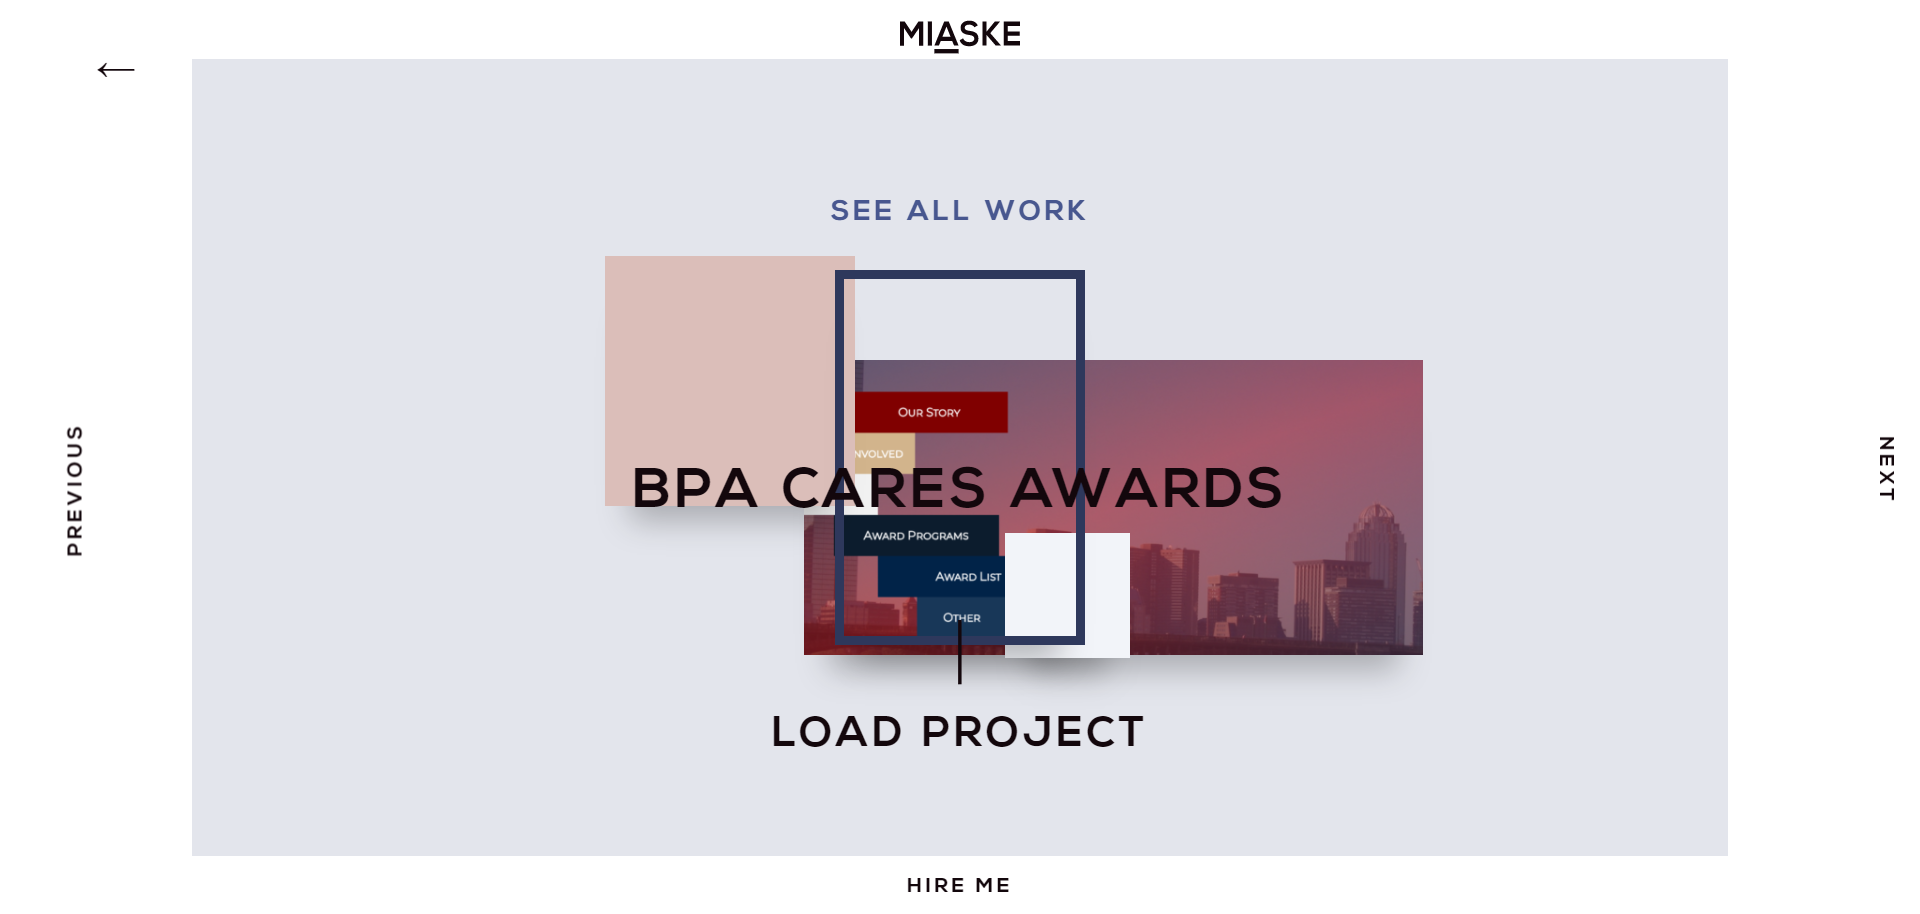 MIASKE
SEE ALL WORK
OUR STORY
NVOLVED
BPA CARES AWARDS
AWARD PROGRAMS
AWARD LIST
OTHER
LOAD PROJECT
PREVIOUS
NEXT
HIRE ME